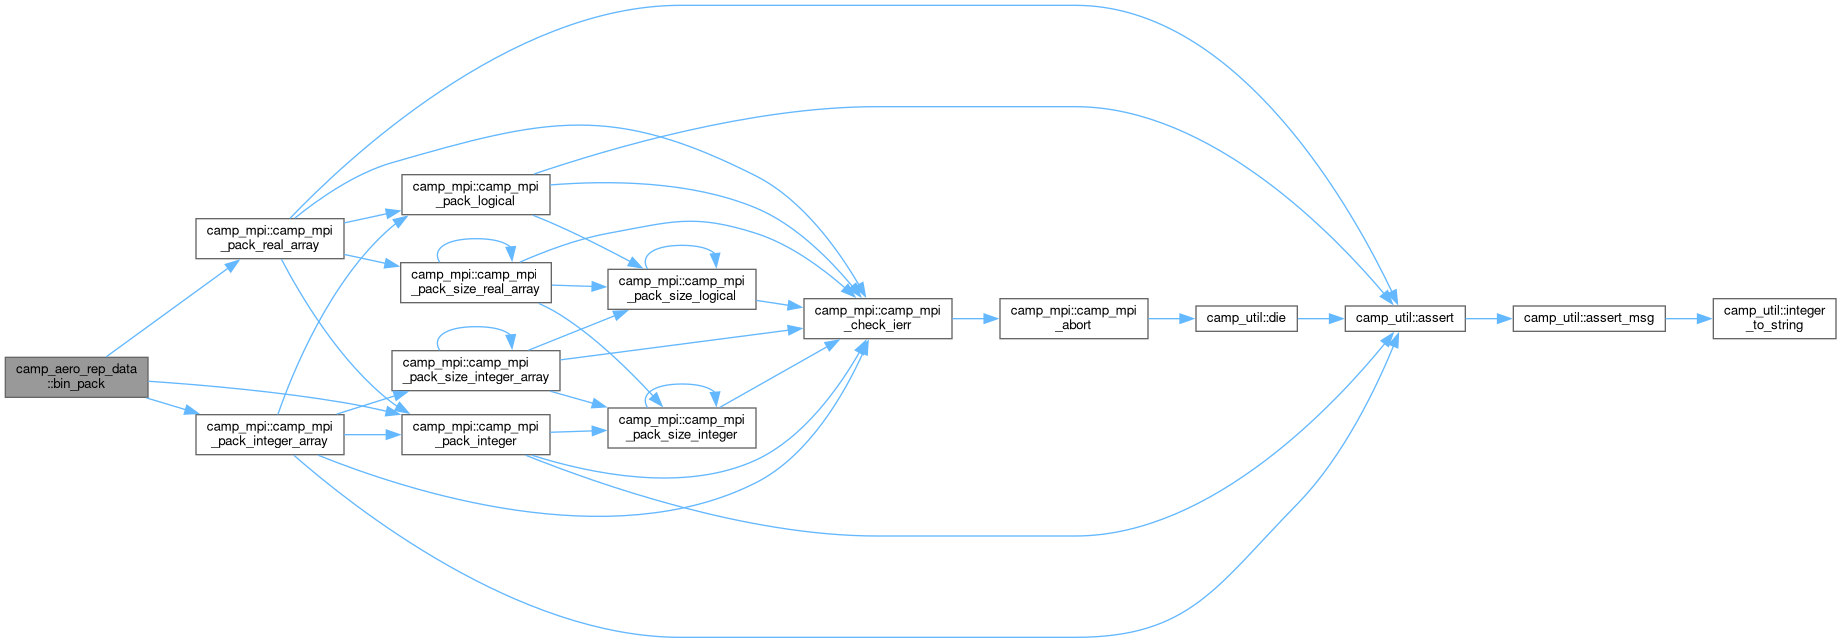 camp_aero_rep_data
::bin_pack
camp_mpi::camp_mpi
_pack_real_array
camp_mpi::camp_mpi
_pack_integer_array
camp_mpi::camp_mpi
_pack_logical
camp_mpi::camp_mpi
_pack_size_real_array
camp_mpi::camp_mpi
_pack_size_integer_array
camp_mpi::camp_mpi
_pack_integer
camp_mpi::camp_mpi
_pack_size_logical
camp_mpi::camp_mpi
_pack_size_integer
camp_mpi::camp_mpi
_check_ierr
camp_mpi::camp_mpi
_abort
camp_util::die
camp_util::assert
camp_util::assert_msg
camp_util::integer
_to_string